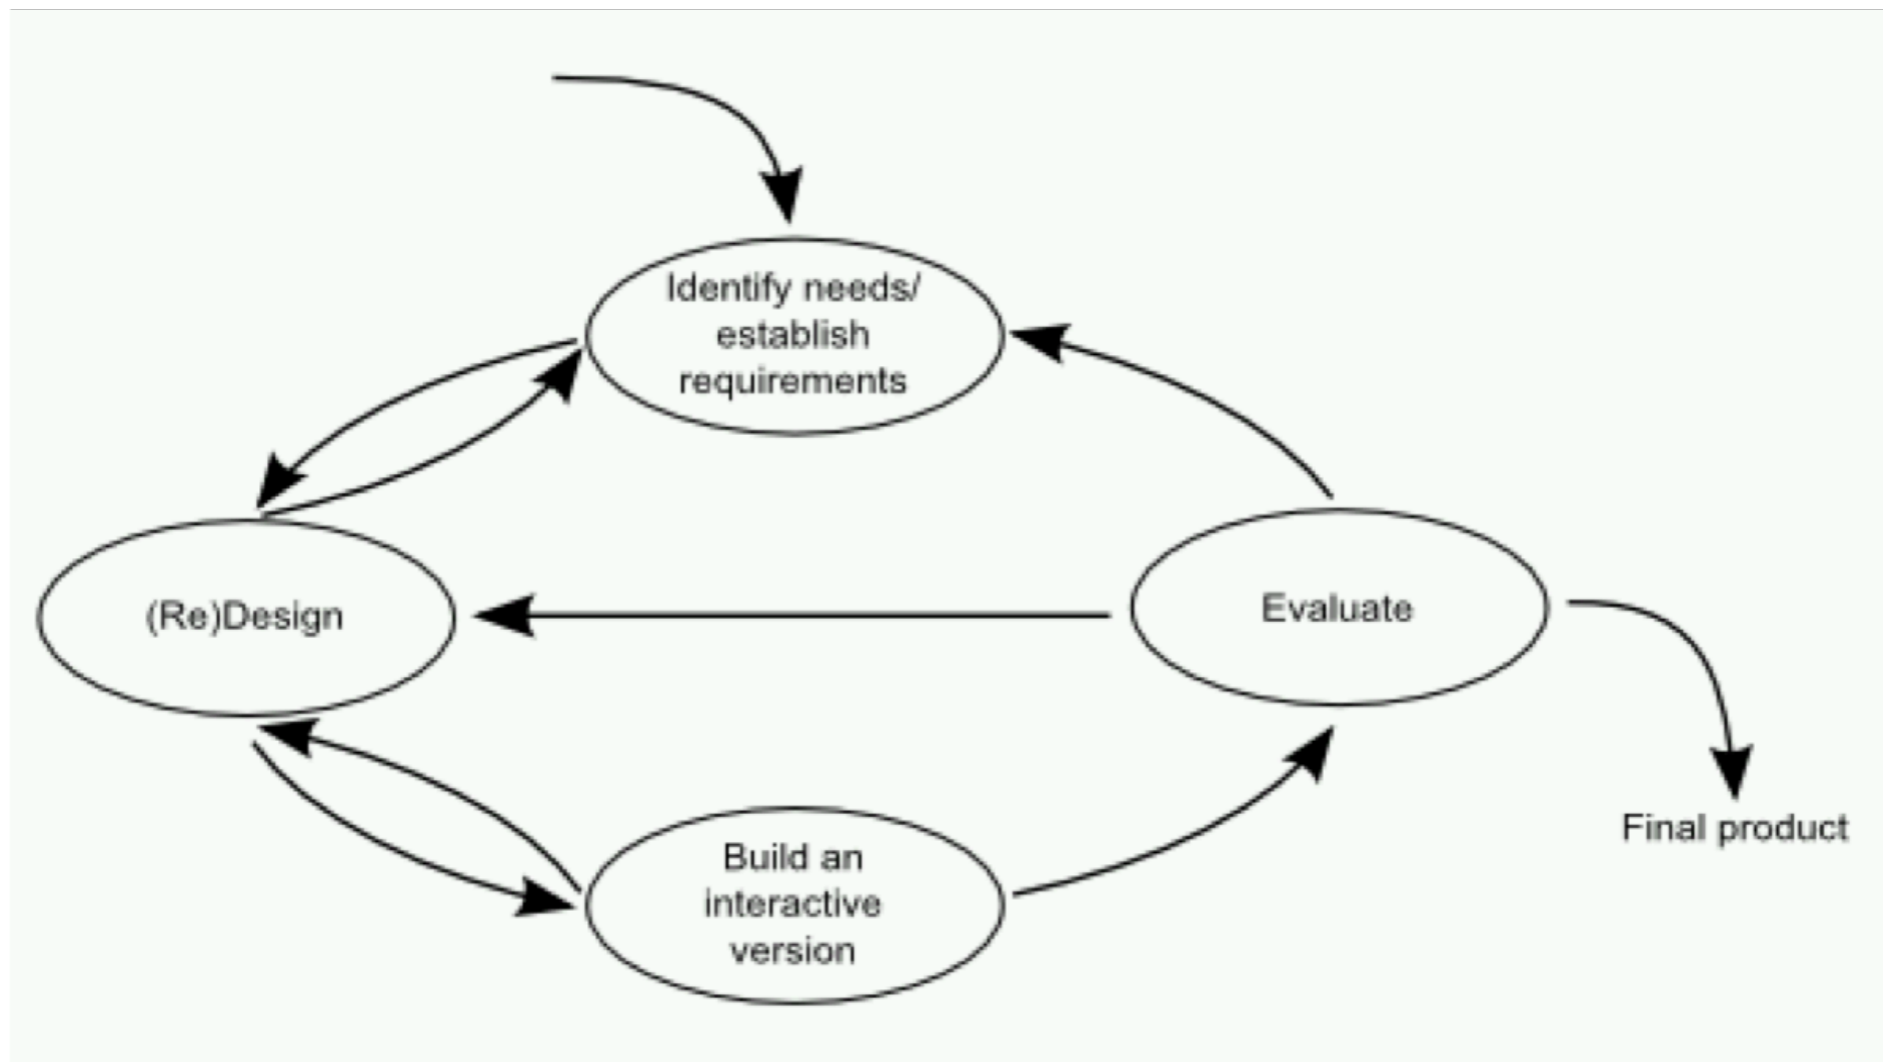 Identify needs/
establish
requirements
(Re)Design
Evaluate
Final product
Build an
interactive
version